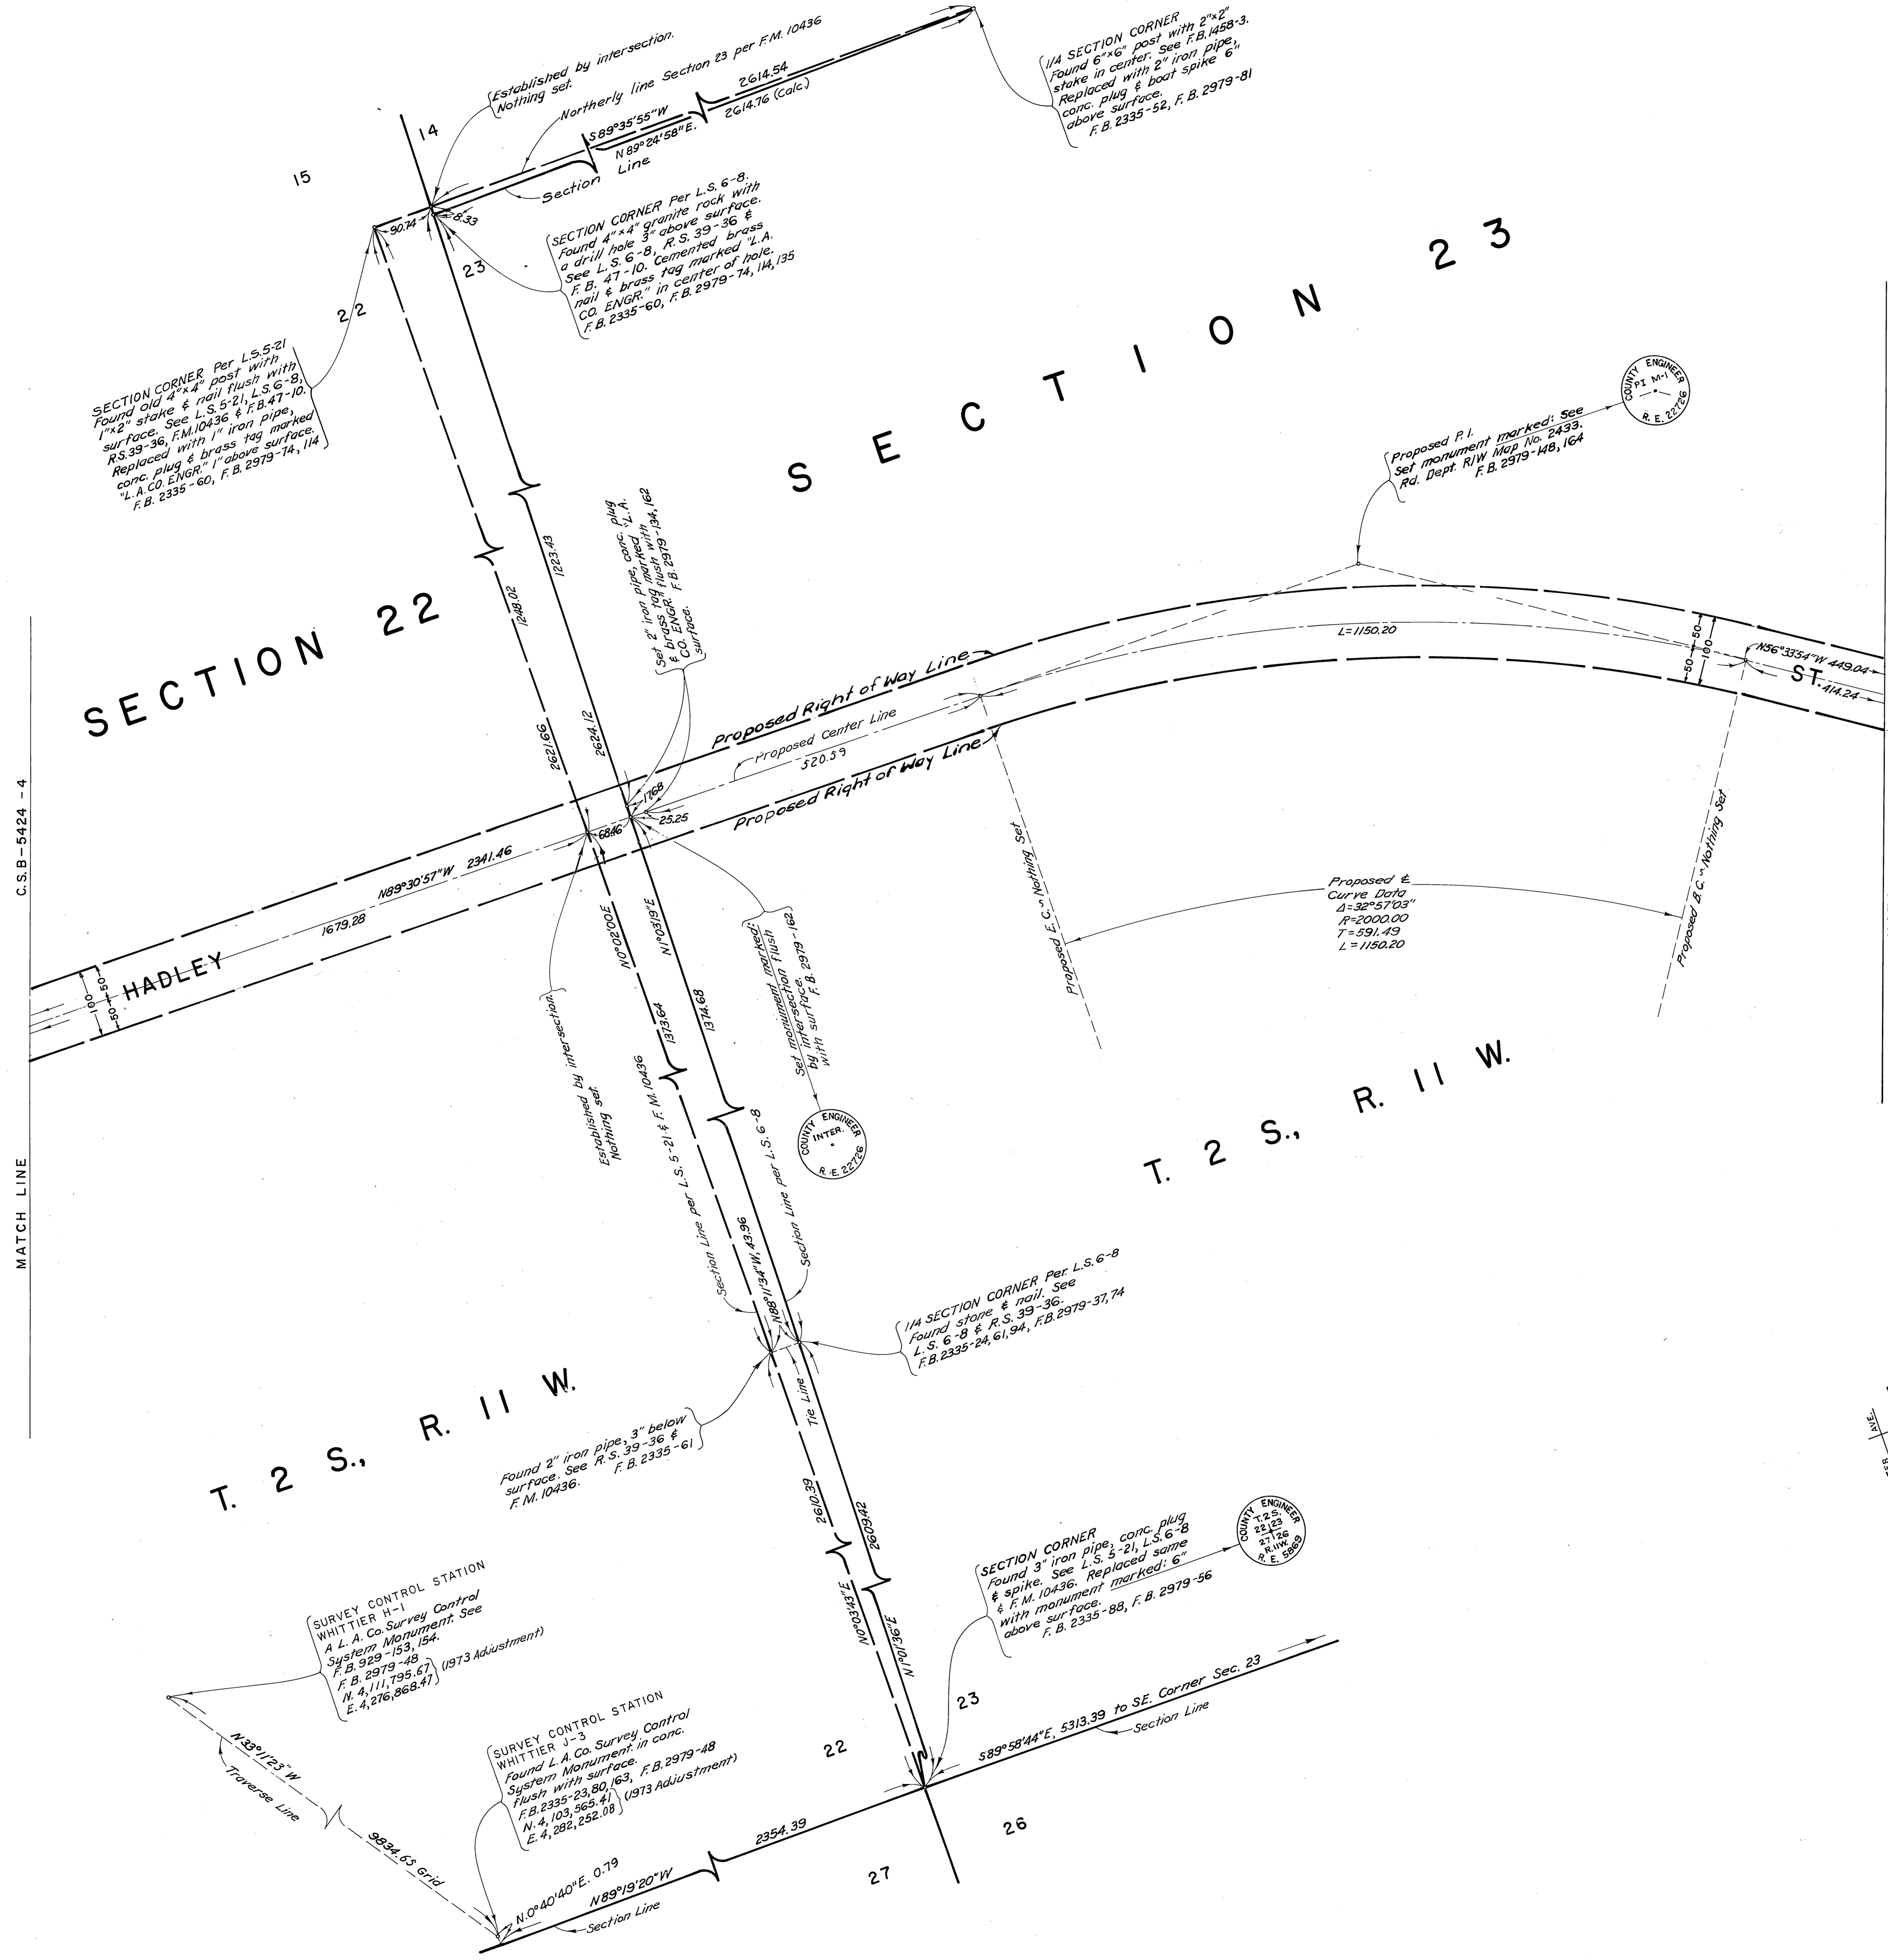 Established by intersection.
Nothing set.
Northerly line Section 23 per F.M. 10436
2614.54
S89°35'55"W
2614.76 (Calc.)
N89°24'58"E.
Section Line
1/4 SECTION CORNER
Found 6"×6" post with 2"×2"
stake in center. See F.B. 1458-3.
Replaced with 2" iron pipe,
conc. plug & boat spike 6"
above surface.
F.B. 2335-52, F.B. 2979-81
14
15
90.74
8.33
23
22
SECTION CORNER Per L.S. 6-8.
Found 4"×4" granite rock with
a drill hole 3" above surface.
See L.S. 6-8, R.S. 39-36 &
F.B. 47-10. Cemented brass
nail & brass tag marked "L.A.
CO. ENGR." in center of hole.
F.B. 2335-60, F.B. 2979-74, 114, 135
SECTION CORNER Per L.S. 5-21
Found old 4"×4" post with
1"×2" stake & nail flush with
surface. See L.S. 5-21, L.S. 6-8,
R.S. 39-36, F.M. 10436 & F.B. 47-10.
Replaced with 1" iron pipe,
conc. plug & brass tag marked
"L.A. CO. ENGR." 1" above surface.
F.B. 2335-60, F.B. 2979-74, 114
SECTION 23
COUNTY ENGINEER
PI M-1
R.E. 22726
Proposed P.I.
Set monument marked: See
Rd. Dept. R/W Map No. 2433.
F.B. 2979-148, 164
1223.43
1248.02
Set 2" iron pipe, conc. plug
& brass tag marked "L.A.
CO. ENGR." flush with
surface. F.B. 2979-134, 162
SECTION 22
2621.66
2624.12
Proposed Right of Way Line
Proposed Center Line
520.59
Proposed Right of Way Line
L=1150.20
50
50
100
N56°33'54"W 449.04
ST.
414.24
17.68
25.25
68.46
N89°30'57"W 2341.46
1679.28
HADLEY
100
50
50
C.S.B-5424-4
MATCH LINE
N0°02'00"E
N1°03'19"E
1373.64
1374.68
Established by intersection.
Nothing set.
Set monument marked:
by intersection flush
with surface.
F.B. 2979-162
COUNTY ENGINEER
INTER.
R.E. 22726
Proposed E.C.~Nothing Set
Proposed ℄
Curve Data
Δ=32°57'03"
R=2000.00
T=591.49
L=1150.20
Proposed B.C.~Nothing Set
T. 2 S., R. 11 W.
Section Line per L.S. 5-21 & F.M. 10436
Section Line per L.S. 6-8
N88°11'34"W, 43.96
1/4 SECTION CORNER Per. L.S. 6-8
Found stone & nail. See
L.S. 6-8 & R.S. 39-36.
F.B. 2335-24, 61, 94, F.B. 2979-37, 74
Tie Line
Found 2" iron pipe, 3" below
surface. See R.S. 39-36 &
F.M. 10436. F.B. 2335-61
T. 2 S., R. 11 W.
AVE.
2610.39
2609.42
N0°03'43"E
N1°01'36"E
SECTION CORNER
Found 3" iron pipe, conc. plug
& spike. See L.S. 5-21, L.S. 6-8
& F.M. 10436. Replaced same
with monument marked: 6"
above surface.
F.B. 2335-88, F.B. 2979-56
COUNTY ENGINEER
T.2 S.
22 23
27 26
R.11W.
R.E. 5869
SURVEY CONTROL STATION
WHITTIER H-1
A L.A. Co. Survey Control
System Monument. See
F.B. 929-153, 154.
F.B. 2979-48
N. 4,111,795.67
E. 4,276,868.47
(1973 Adjustment)
SURVEY CONTROL STATION
WHITTIER J-3
Found L.A. Co. Survey Control
System Monument in conc.
flush with surface.
F.B. 2335-23, 80, 163, F.B. 2979-48
N. 4,103,565.41
E. 4,282,252.08
(1973 Adjustment)
N33°11'23"W
Traverse Line
9834.65 Grid
N.0°40'40"E. 0.79
N89°19'20"W
Section Line
2354.39
22
23
27
26
S89°58'44"E, 5313.39 to SE. Corner Sec. 23
Section Line